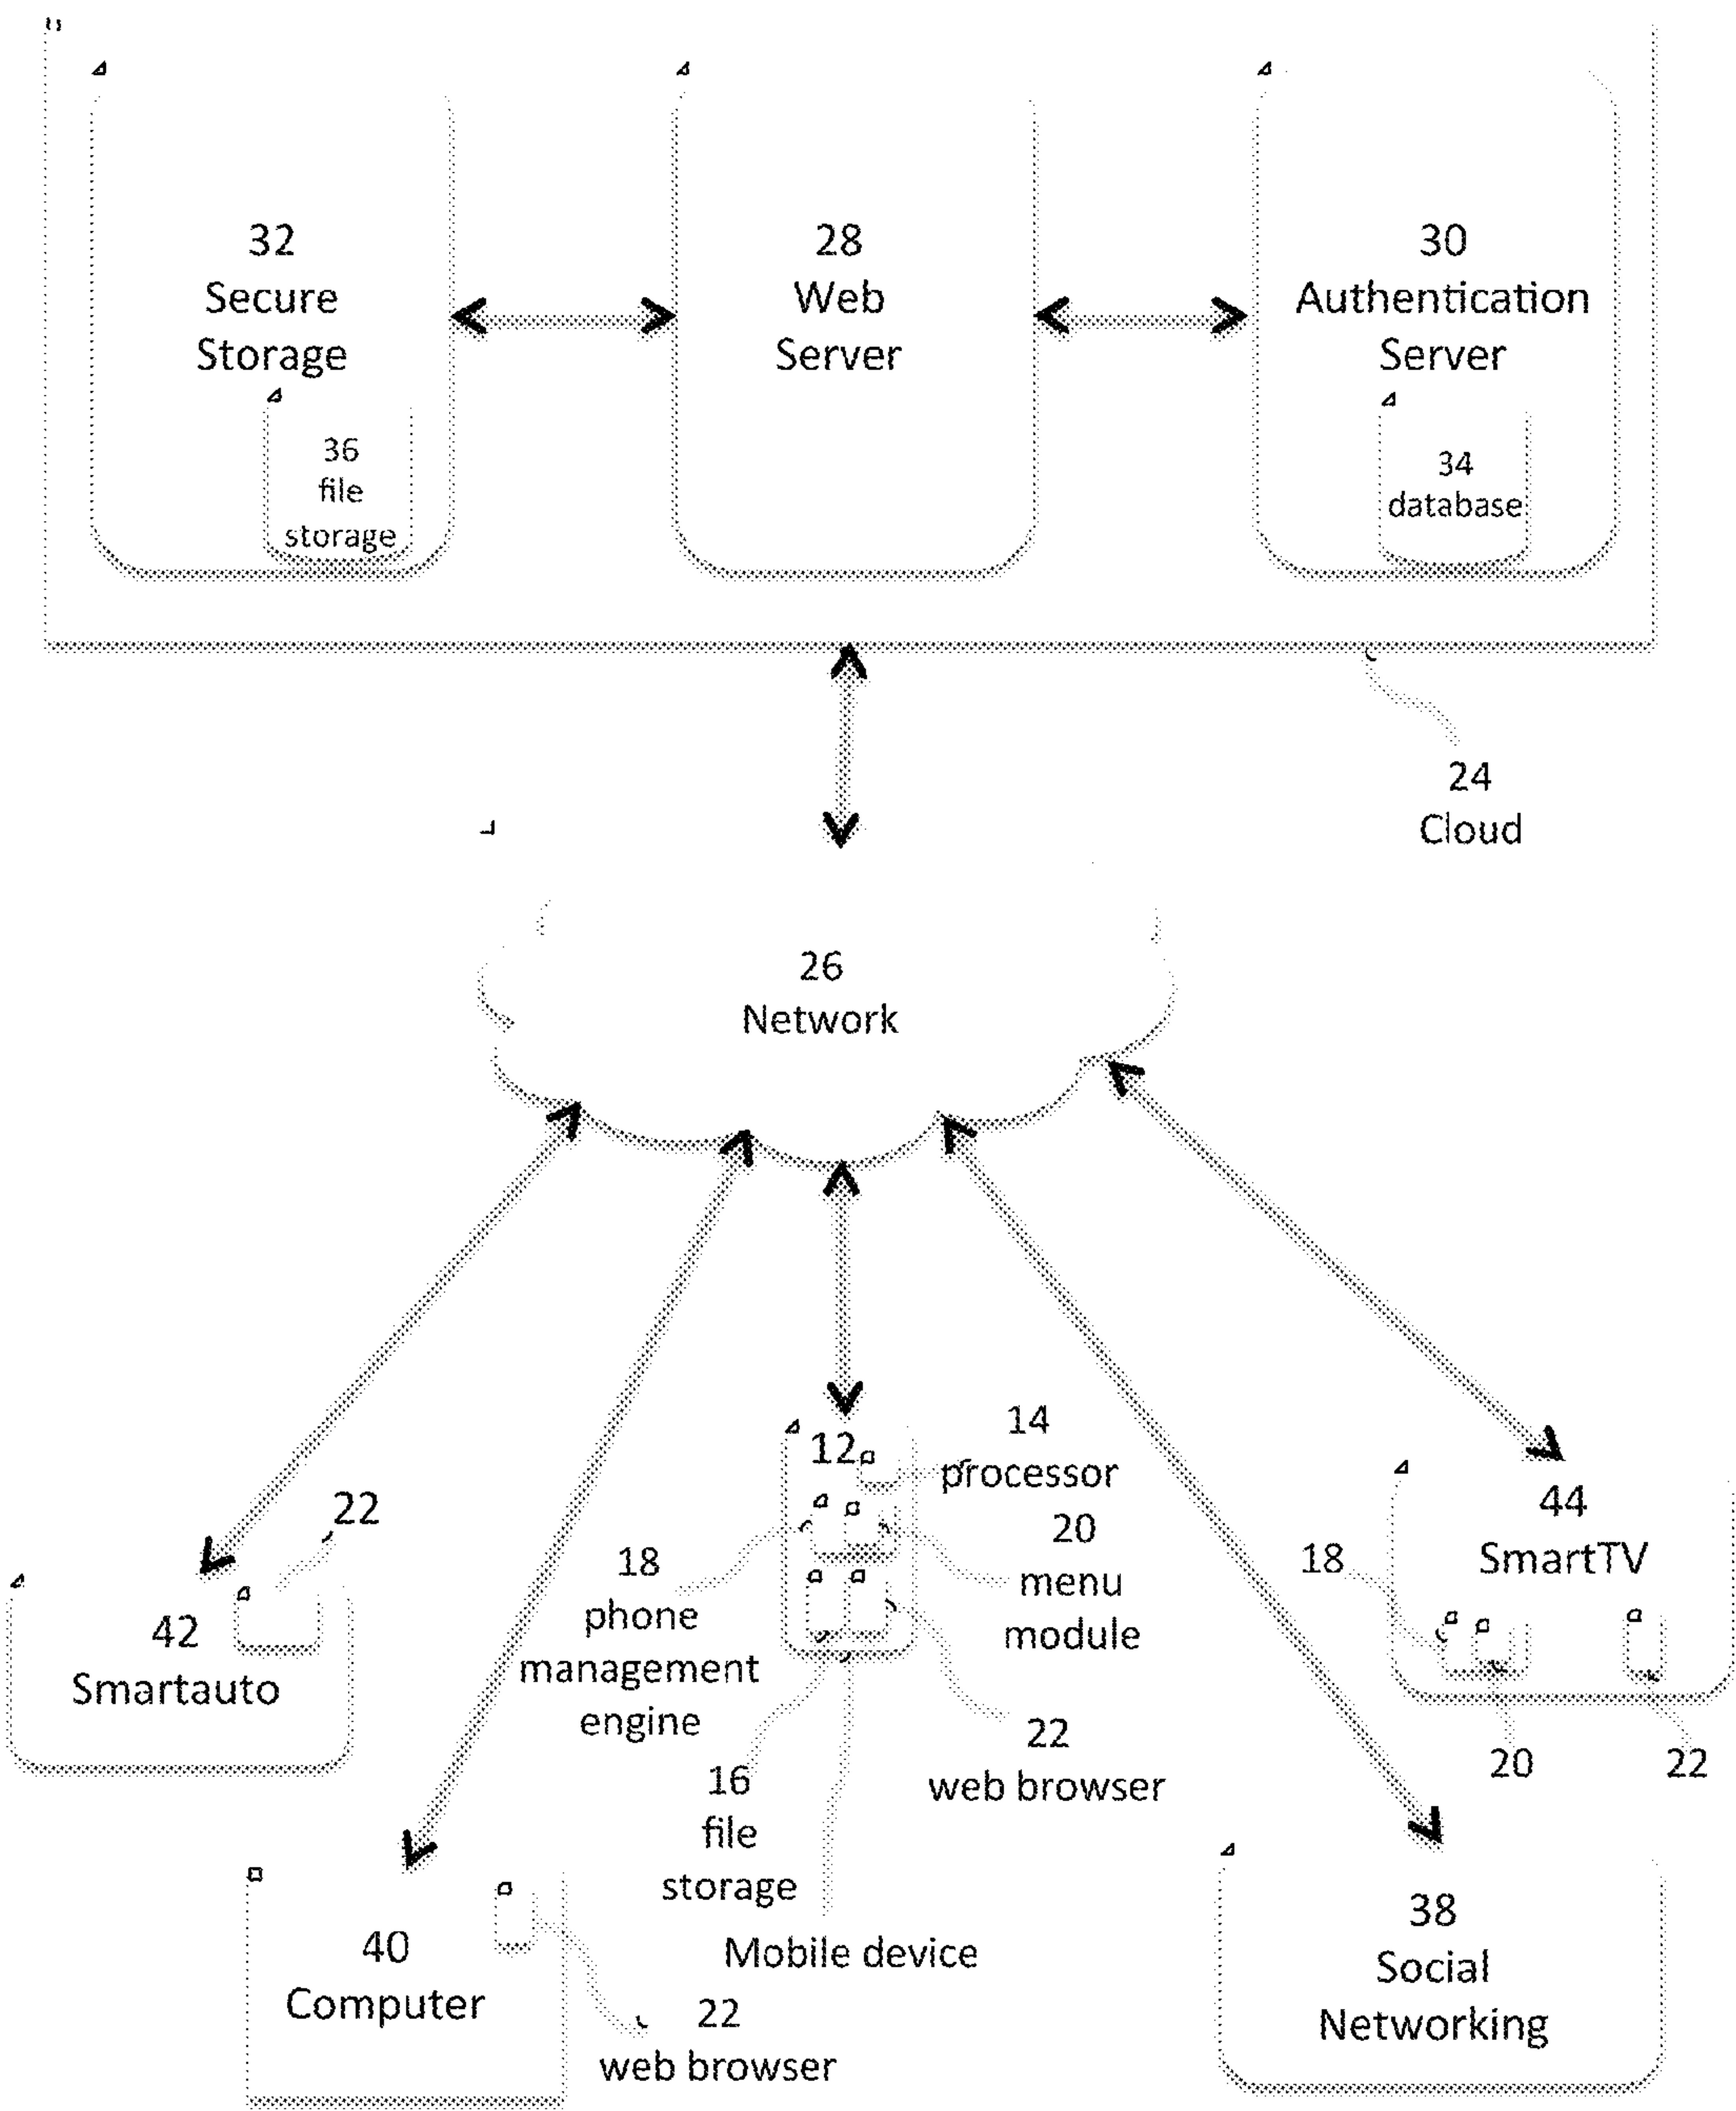 32
Secure
Storage
36
file
storage
28
Web
Server
30
Authentication
Server
34
database
24
Cloud
26
Network
22
42
Smartauto
12
14
processor
18
phone
management
engine
20
menu
module
16
file
storage
22
web browser
Mobile device
18
44
SmartTV
20
22
40
Computer
22
web browser
38
Social
Networking